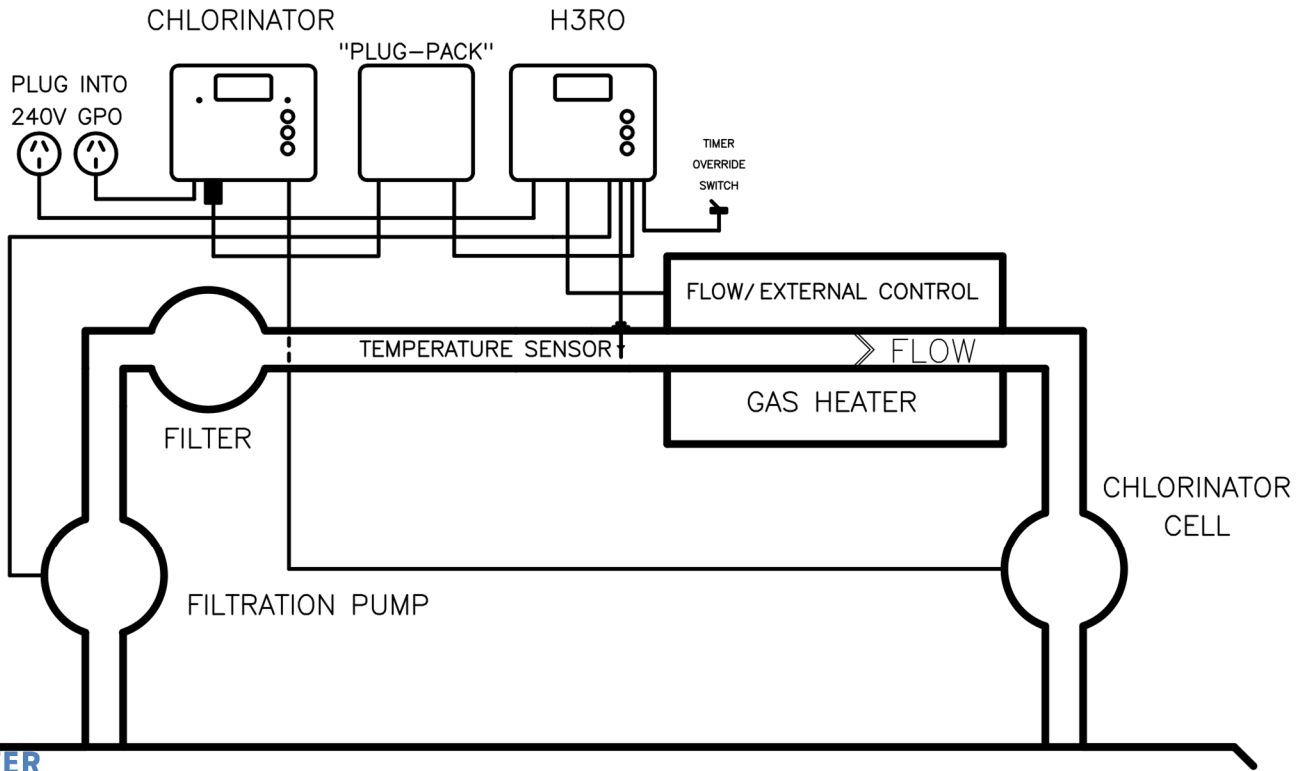 CHLORINATOR
H3RO
"PLUG-PACK"
PLUG INTO
240V GPO
TIMER
OVERRIDE
SWITCH
FLOW/EXTERNAL CONTROL
TEMPERATURE SENSOR
FLOW
GAS HEATER
FILTER
CHLORINATOR
CELL
FILTRATION PUMP